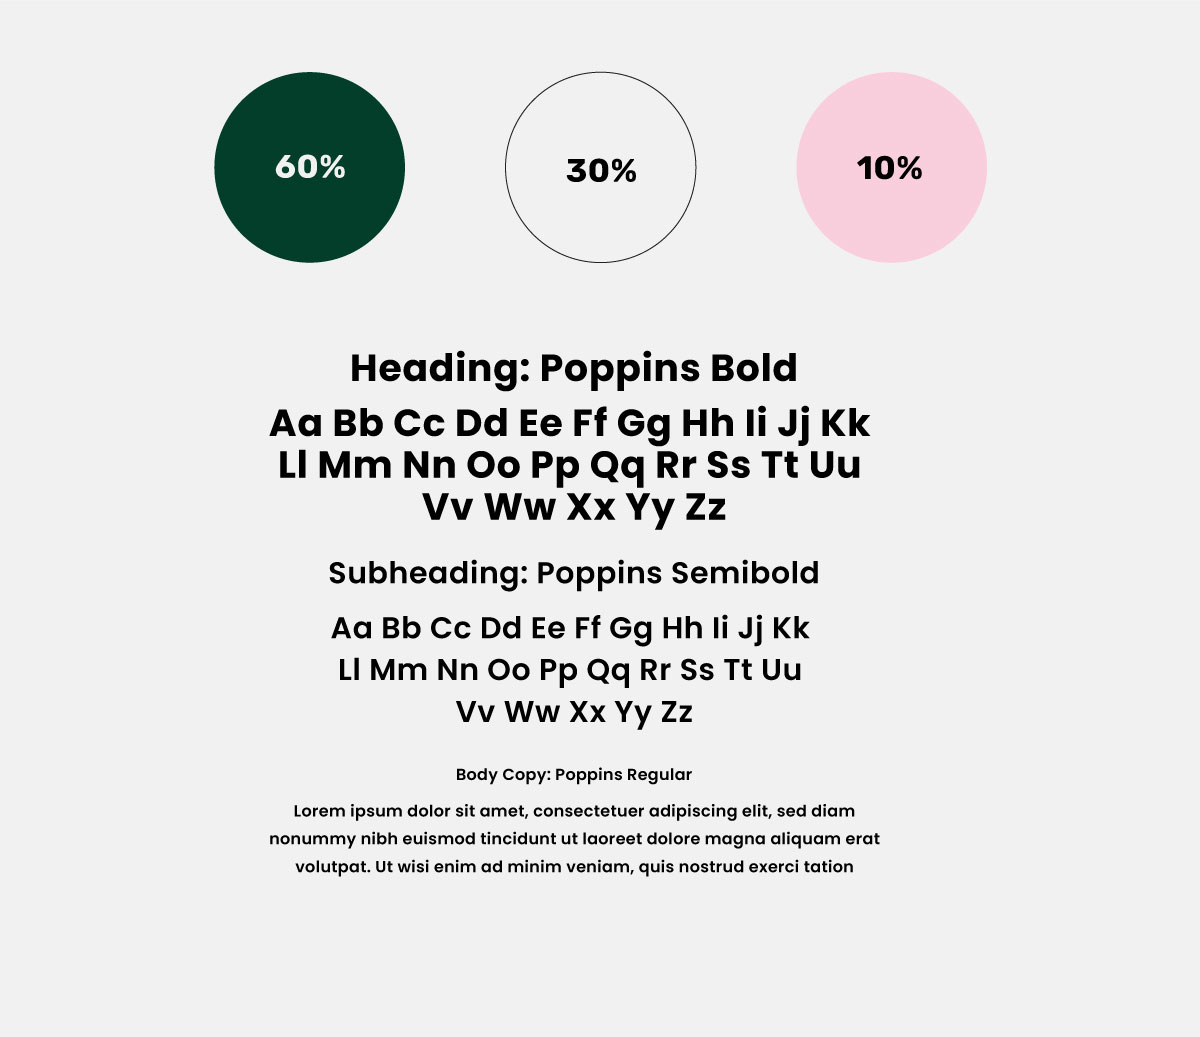 60%
30%
10%
Heading: Poppins Bold
Aa Bb Cc Dd Ee Ff Gg Hh Ii Jj Kk
Ll Mm Nn Oo Pp Qq Rr Ss Tt Uu
Vv Ww Xx Yy Zz
Subheading: Poppins Semibold
Aa Bb Cc Dd Ee Ff Gg Hh Ii Jj Kk
Ll Mm Nn Oo Pp Qq Rr Ss Tt Uu
Vv Ww Xx Yy Zz
Body Copy: Poppins Regular
Lorem ipsum dolor sit amet, consectetuer adipiscing elit, sed diam
nonummy nibh euismod tincidunt ut laoreet dolore magna aliquam erat
volutpat. Ut wisi enim ad minim veniam, quis nostrud exerci tation